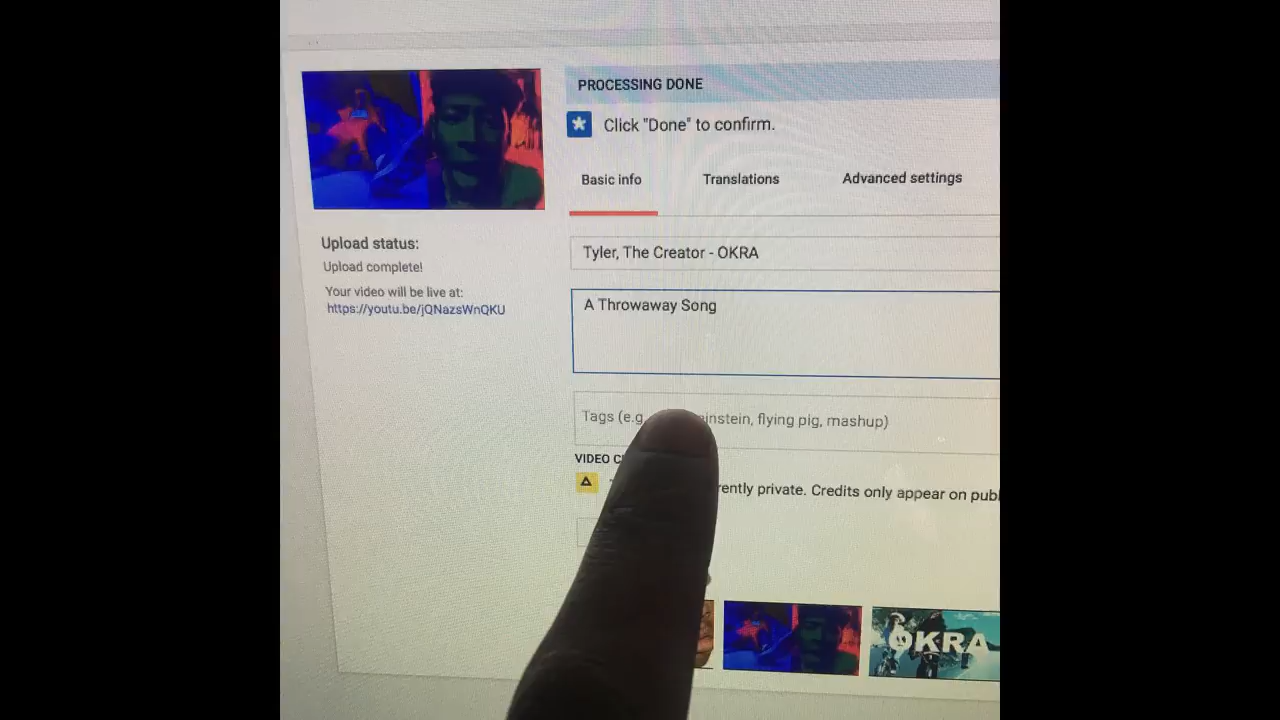 PROCESSING DONE
Click "Done" to confirm.
Basic info Translations Advanced settings
Upload status:
Upload complete!
Your video will be live at:
https://youtu.be/jQNazsWnQKU
Tyler, The Creator - OKRA
A Throwaway Song
Tags (e.g. einstein, flying pig, mashup)
VIDEO
private. Credits only appear on
OKRA